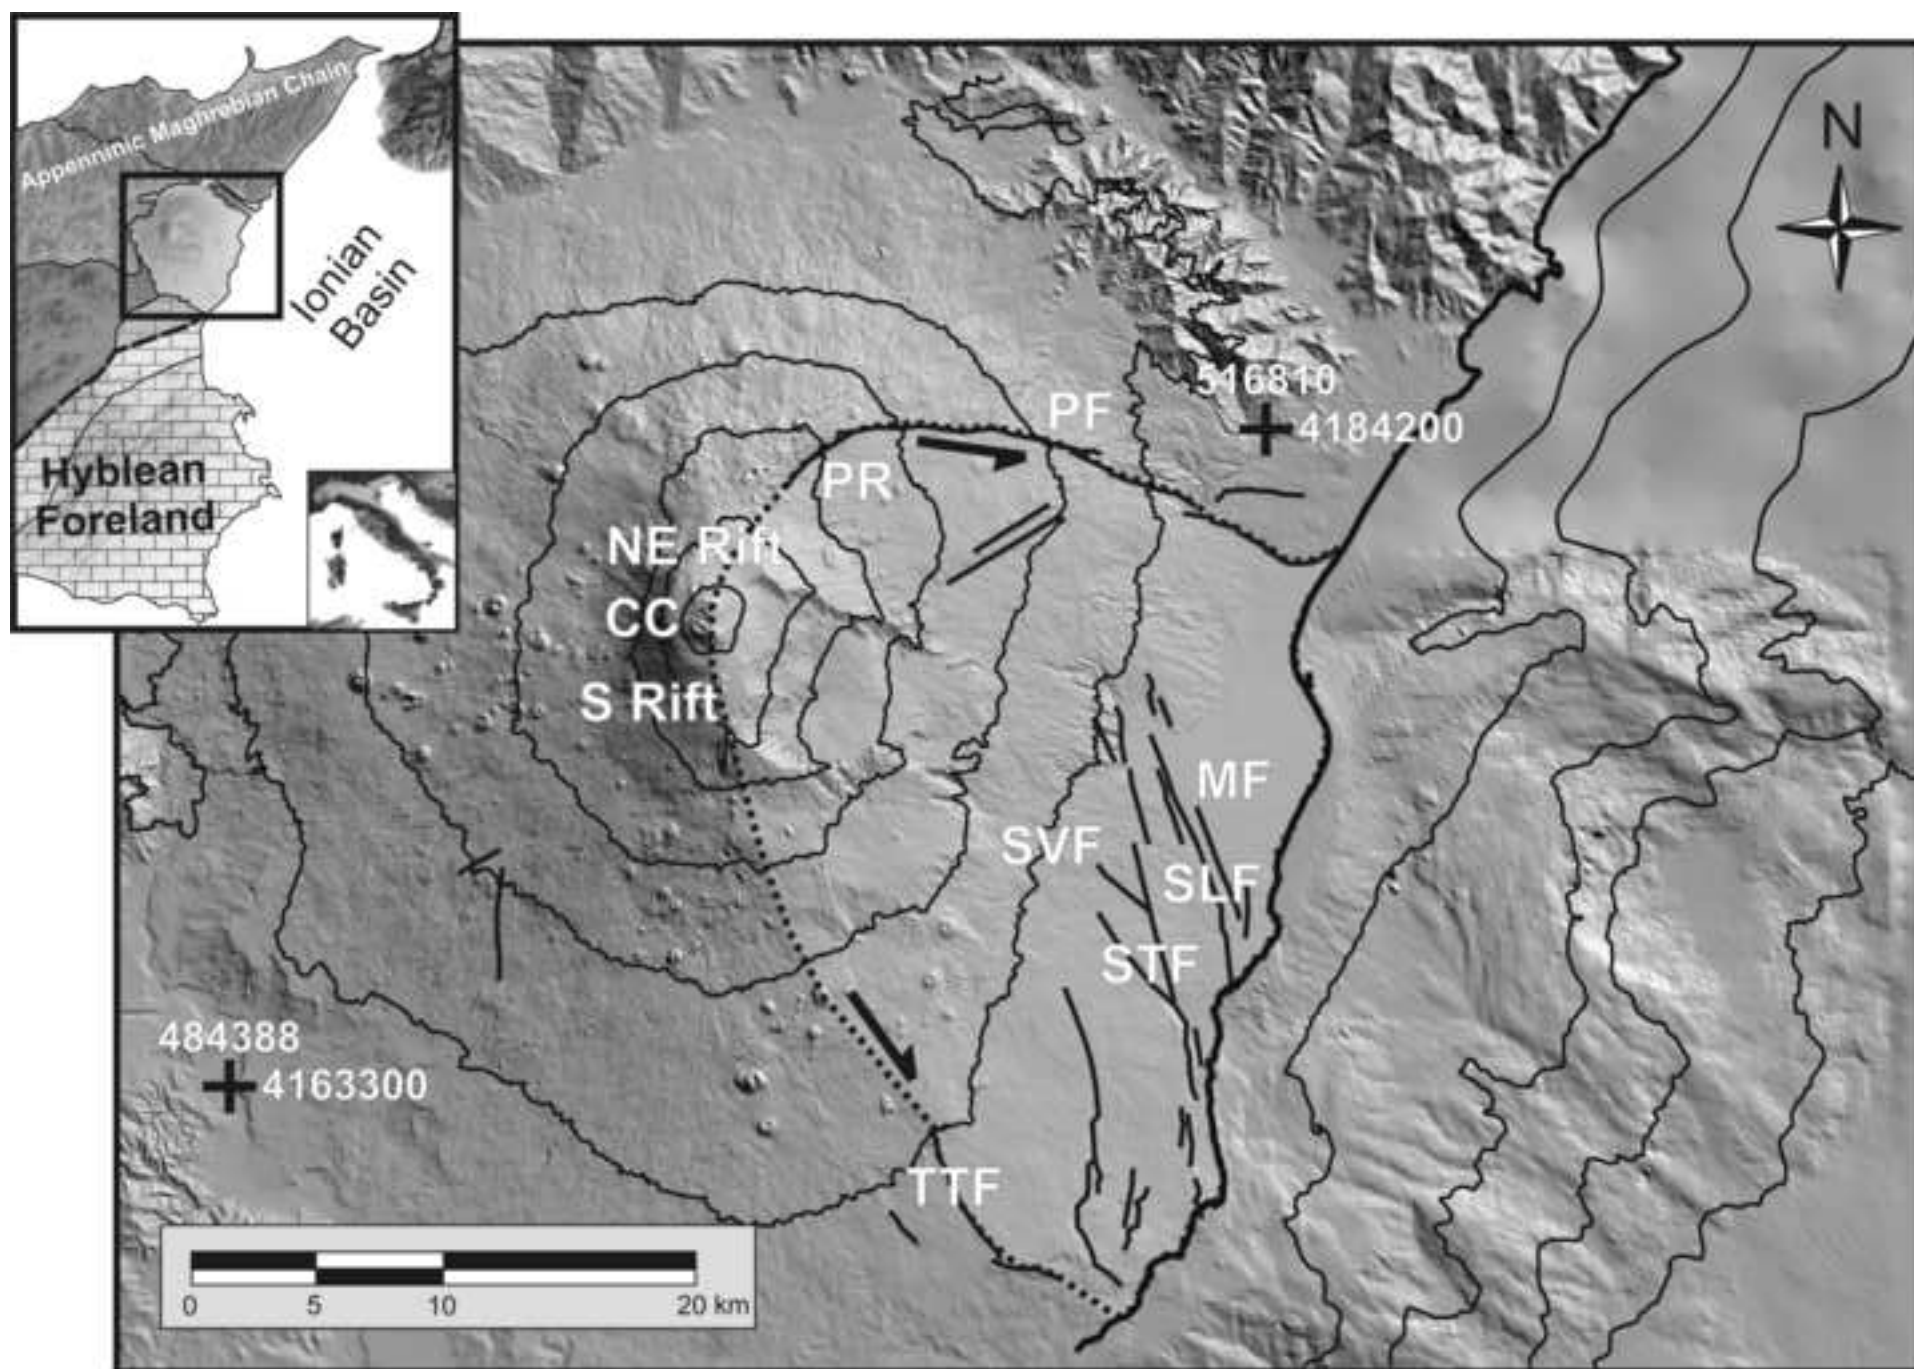 Appenninic Maghrebian Chain
Ionian
Basin
Hyblean
Foreland
N
516810
4184200
PF
PR
NE Rift
CC
S Rift
MF
SVF
SLF
STF
484388
4163300
TTF
0 5 10 20 km